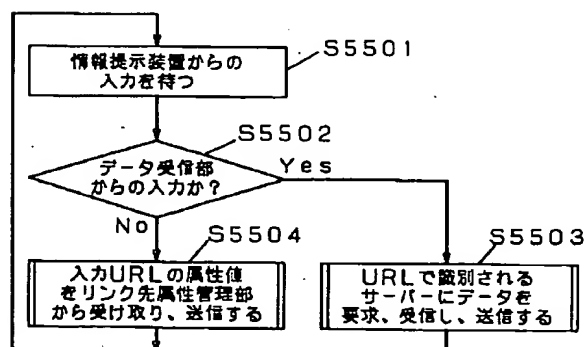 S5501
情報提示装置からの
入力を待つ
S5502
データ受信部
からの入力か?
Yes
No
S5504
入力URLの属性値
をリンク先属性管理部
から受け取り、送信する
S5503
URLで識別される
サーバーにデータを
要求、受信し、送信する